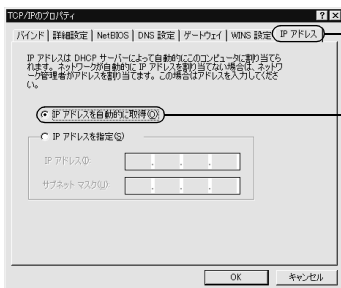 TCP/IPのプロパティ
バインド 詳細設定 NetBIOS DNS 設定 ゲートウェイ WINS 設定 IP アドレス
IP アドレスは DHCP サーバーによって自動的にこのコンピュータに割り当てら
れます。ネットワークが自動的に IP アドレスを割り当てない場合は、ネットワ
ーク管理者がアドレスを割り当てます。この場合はアドレスを入力してくださ
い。
IP アドレスを自動的に取得(O)
IP アドレスを指定(S)
IP アドレス(I):
サブネット マスク(U):
OK キャンセル